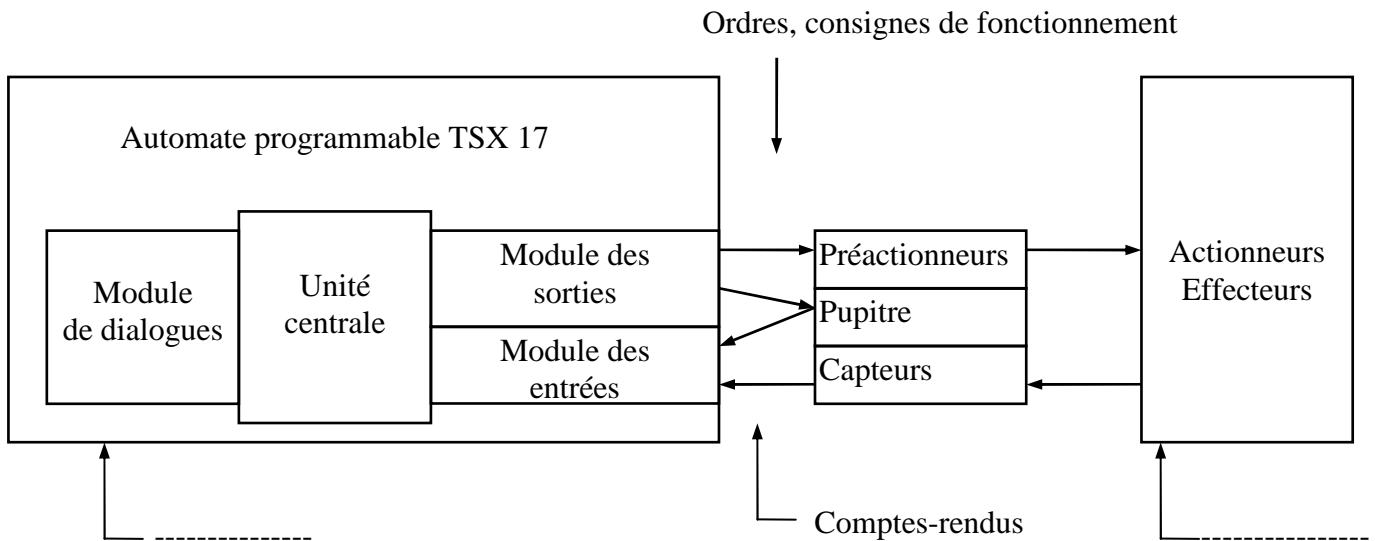 Ordres, consignes de fonctionnement
Automate programmable TSX 17
Module
de dialogues
Unité
centrale
Module des
sorties
Module des
entrées
Préactionneurs
Pupitre
Capteurs
Actionneurs
Effecteurs
Comptes-rendus